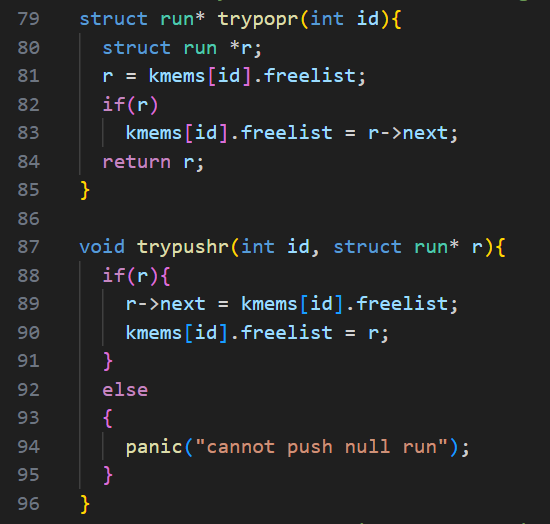 79 struct run* trypopr(int id){
80   struct run *r;
81   r = kmems[id].freelist;
82   if(r)
83     kmems[id].freelist = r->next;
84   return r;
85 }
86
87 void trypushr(int id, struct run* r){
88   if(r){
89     r->next = kmems[id].freelist;
90     kmems[id].freelist = r;
91   }
92   else
93   {
94     panic("cannot push null run");
95   }
96 }